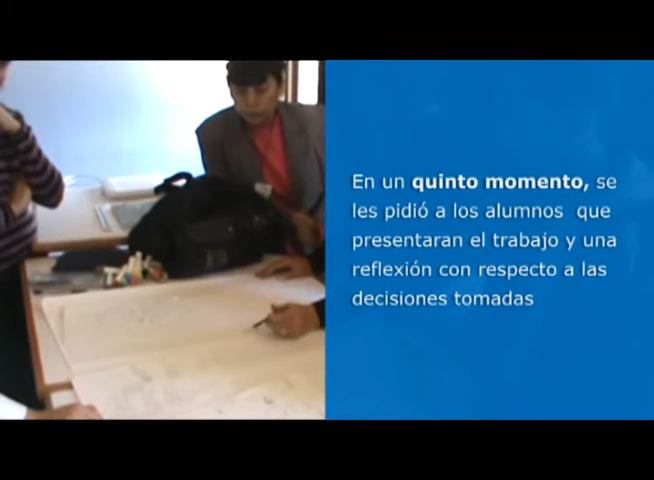 En un quinto momento, se
les pidió a los alumnos que
presentaran el trabajo y una
reflexión con respecto a las
decisiones tomadas